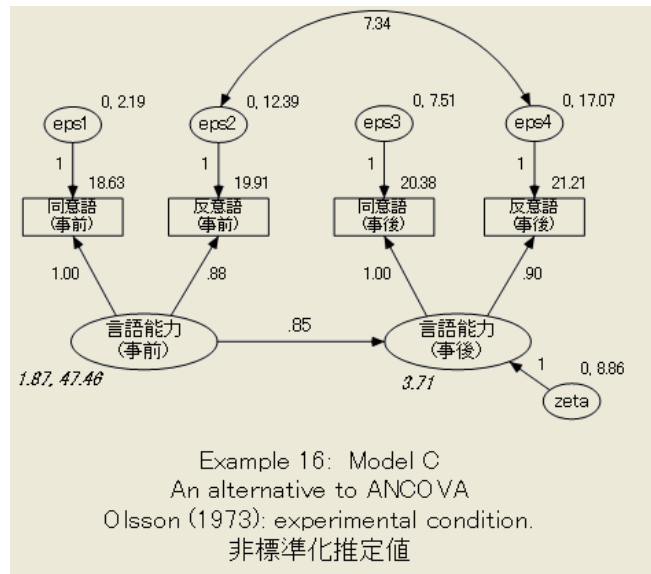 7.34
0, 2.19
0, 12.39
0, 7.51
0, 17.07
eps1
eps2
eps3
eps4
1
1
1
1
18.63
19.91
20.38
21.21
同意語
(事前)
反意語
(事前)
同意語
(事後)
反意語
(事後)
1.00
.88
1.00
.90
言語能力
(事前)
.85
言語能力
(事後)
1.87, 47.46
3.71
1
0, 8.86
zeta
Example 16: Model C
An alternative to ANCOVA
Olsson (1973): experimental condition.
非標準化推定値